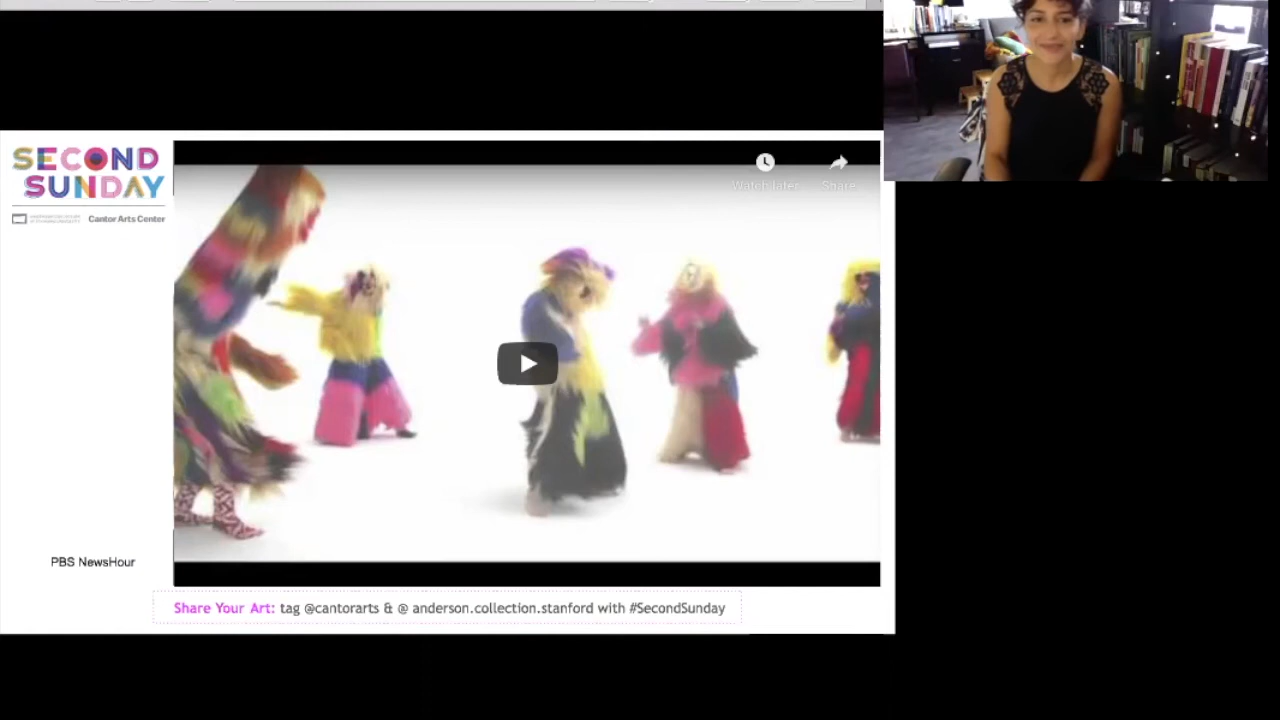 SECOND
SUNDAY
Cantor Arts Center
Watch later
Share
PBS NewsHour
Share Your Art: tag @cantorarts & @ anderson.collection.stanford with #SecondSunday